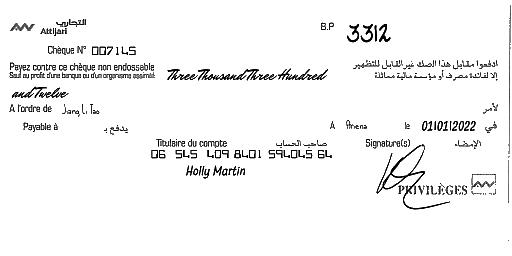 التجاري
Attijari
B.P 3312
Chèque N° 007145
Payez contre ce chèque non endossable
Seul au profit d'une banque ou d'un organisme assimilé
Three Thousand Three Hundred
ادفعوا مقابل هذا الصك غير القابل للتظهير
إلا لفائدة مصرف أو مؤسسة مالية مماثلة
and Twelve
A l'ordre de Jang li Tao لأمر
Payable à يدفع بـ A Ariena le 01/01/2022 في
Titulaire du compte صاحب الحساب Signature(s) الإمضاء
06 545 409 8401 594045 64
Holly Martin
PRIVILÈGES